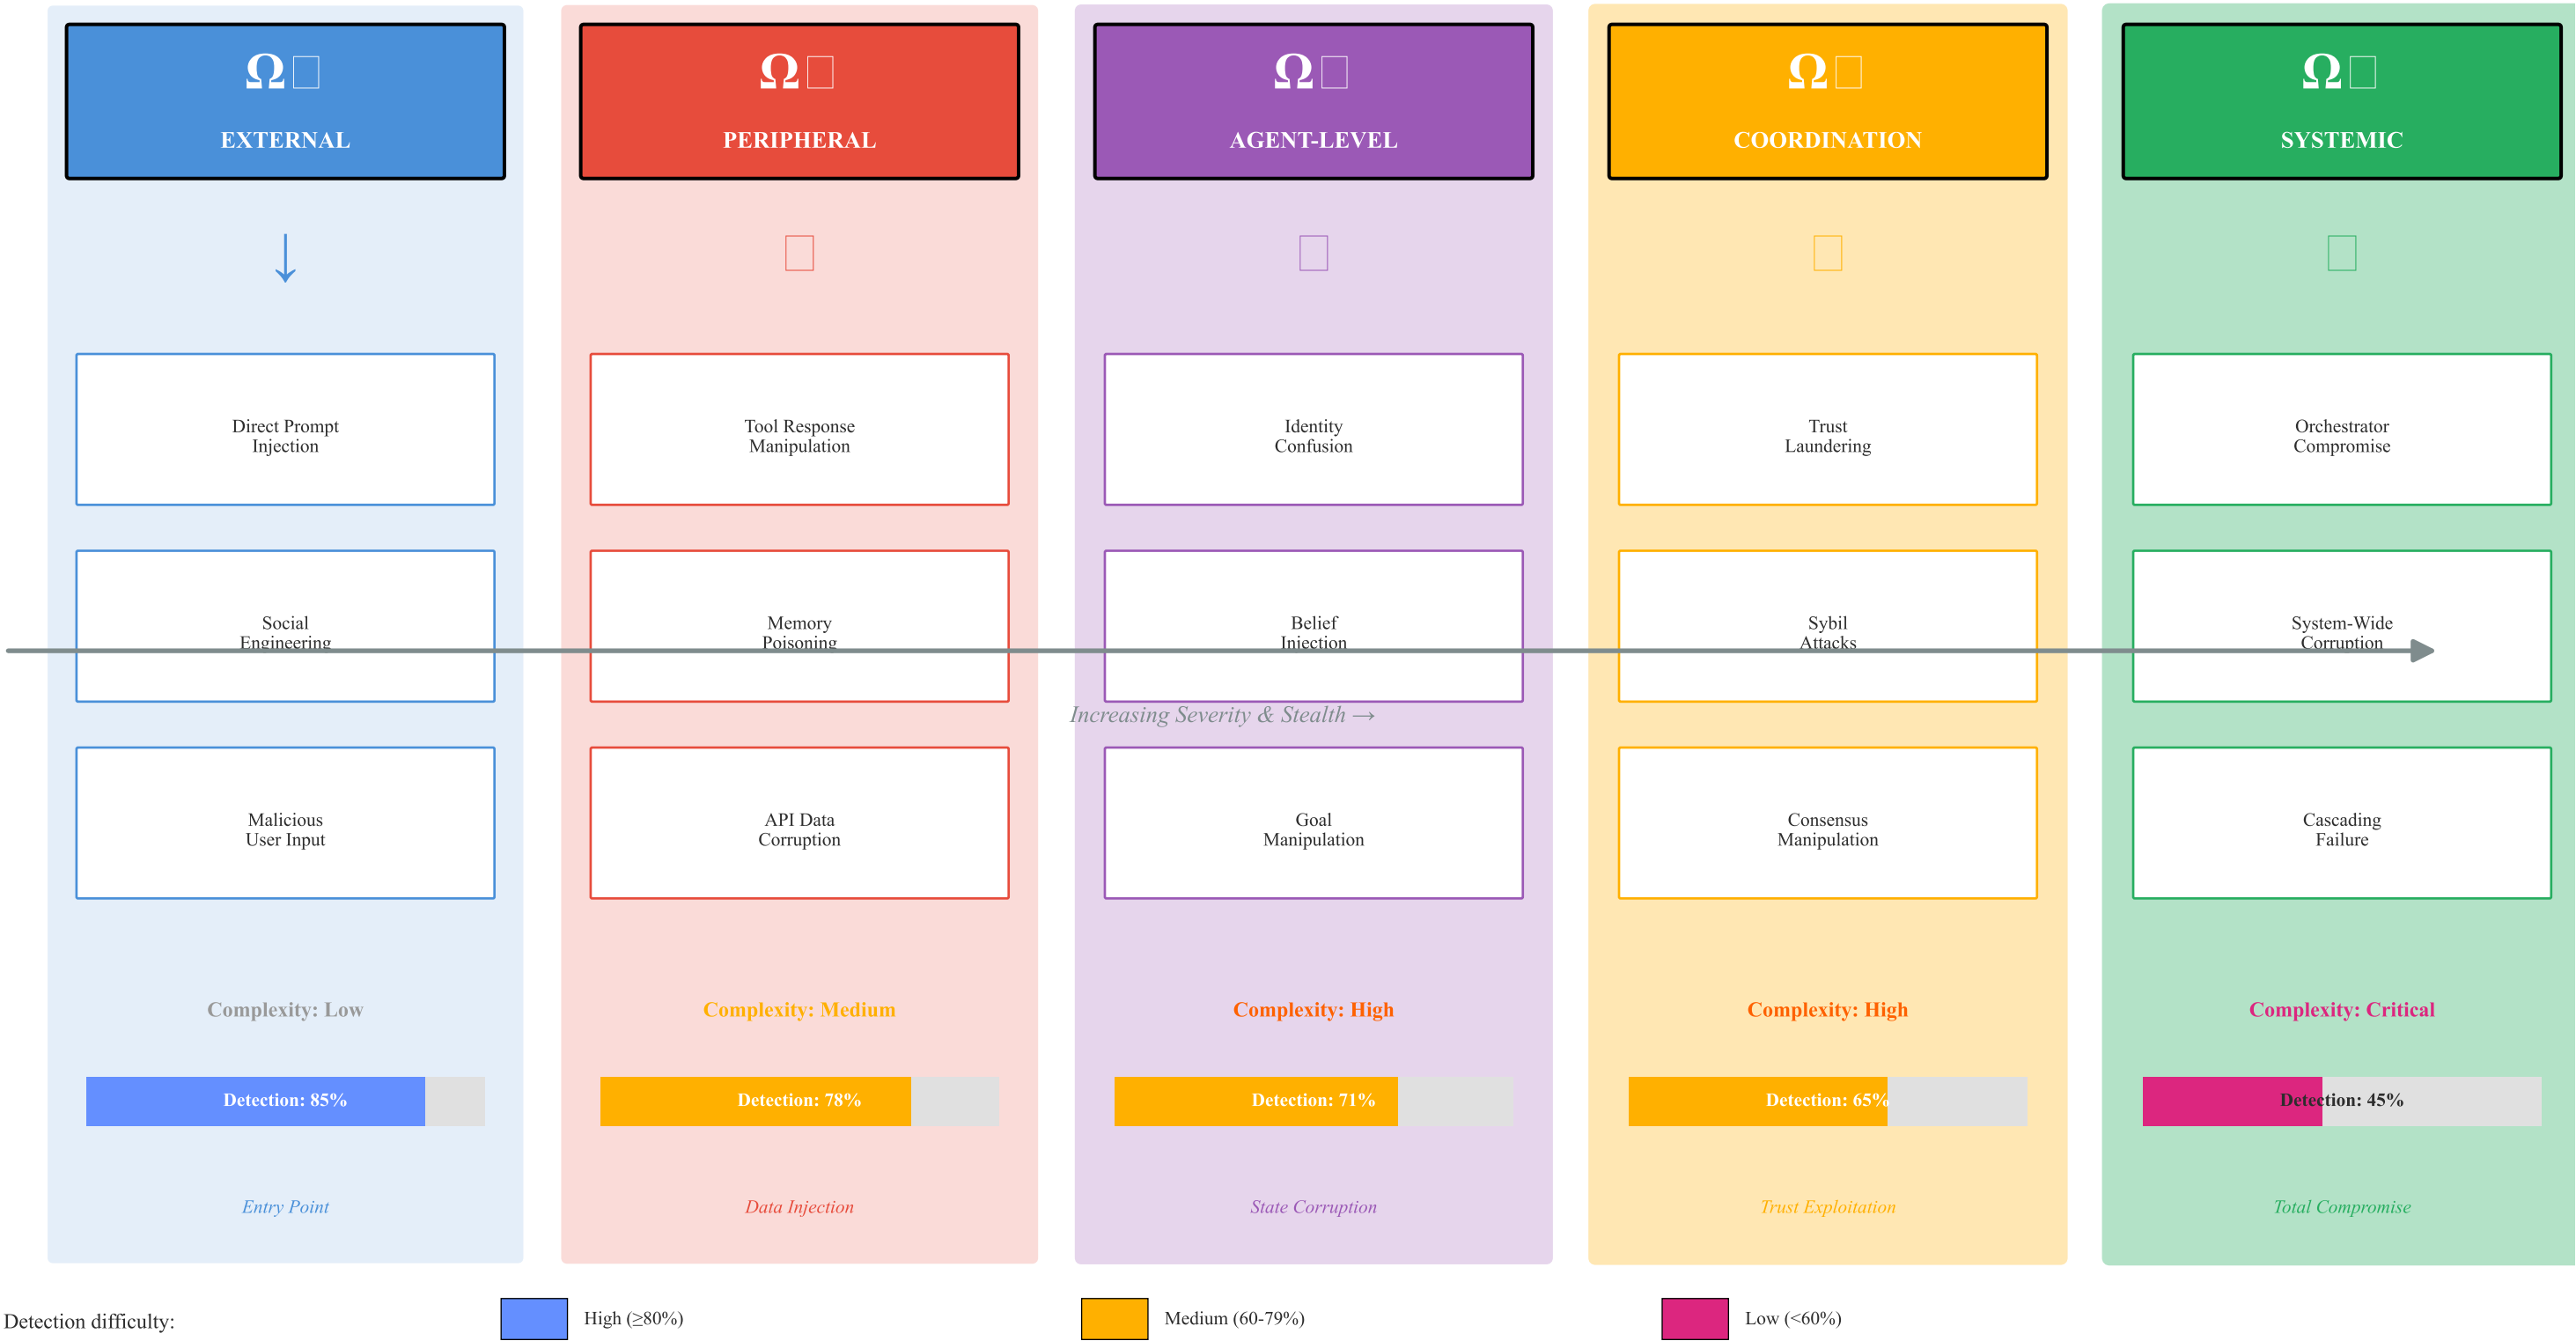 Ω
EXTERNAL
↓
Direct Prompt
Injection
Social
Engineering
Malicious
User Input
Complexity: Low
Detection: 85%
Entry Point
Ω
PERIPHERAL
Tool Response
Manipulation
Memory
Poisoning
API Data
Corruption
Complexity: Medium
Detection: 78%
Data Injection
Ω
AGENT-LEVEL
Identity
Confusion
Belief
Injection
Increasing Severity & Stealth →
Goal
Manipulation
Complexity: High
Detection: 71%
State Corruption
Ω
COORDINATION
Trust
Laundering
Sybil
Attacks
Consensus
Manipulation
Complexity: High
Detection: 65%
Trust Exploitation
Ω
SYSTEMIC
Orchestrator
Compromise
System-Wide
Corruption
Cascading
Failure
Complexity: Critical
Detection: 45%
Total Compromise
Detection difficulty:
High (≥80%)
Medium (60-79%)
Low (<60%)